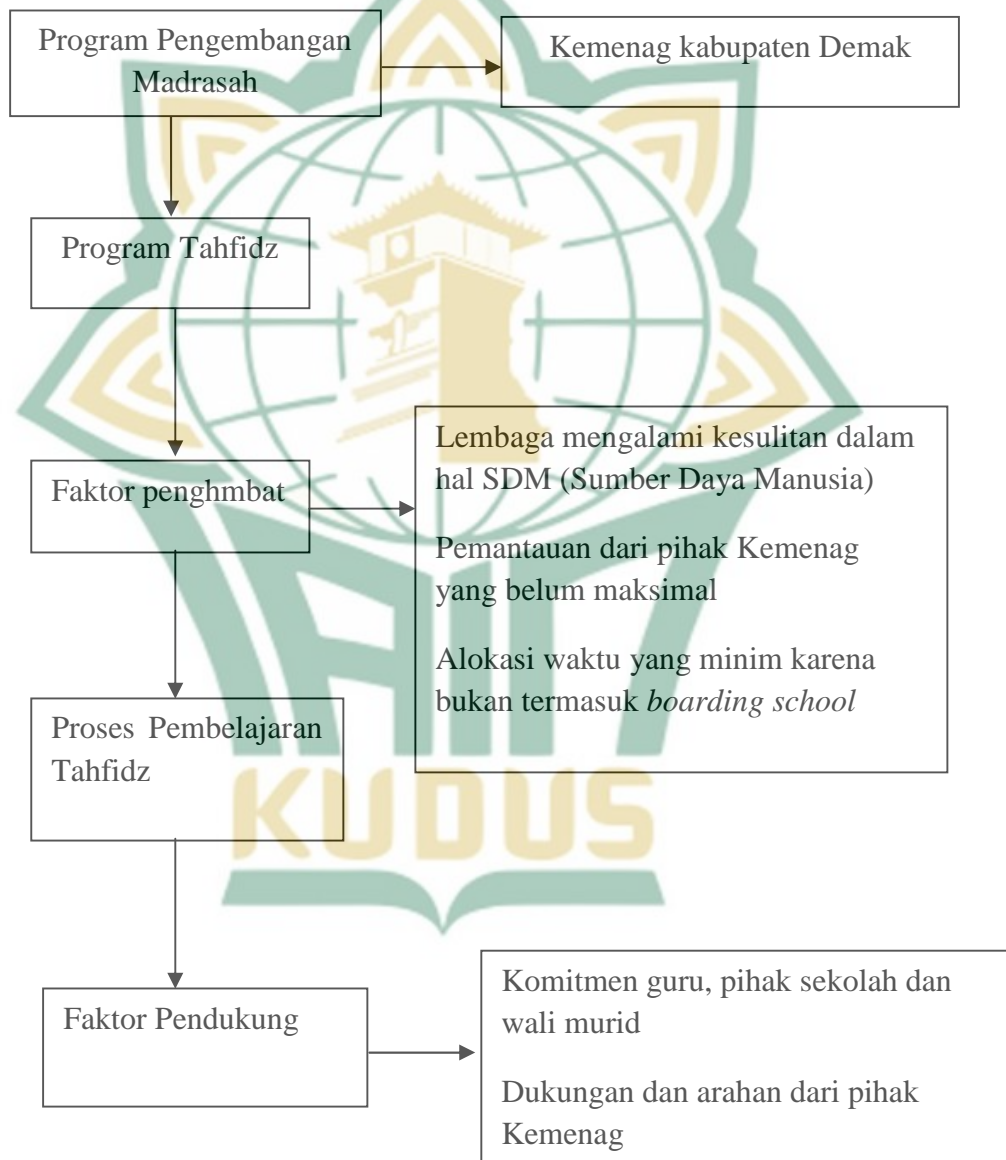 Program Pengembangan
Madrasah
Kemenag kabupaten Demak
Program Tahfidz
Faktor penghmbat
Lembaga mengalami kesulitan dalam
hal SDM (Sumber Daya Manusia)
Pemantauan dari pihak Kemenag
yang belum maksimal
Alokasi waktu yang minim karena
bukan termasuk boarding school
Proses Pembelajaran
Tahfidz
Faktor Pendukung
Komitmen guru, pihak sekolah dan
wali murid
Dukungan dan arahan dari pihak
Kemenag
IAIN
KUDUS